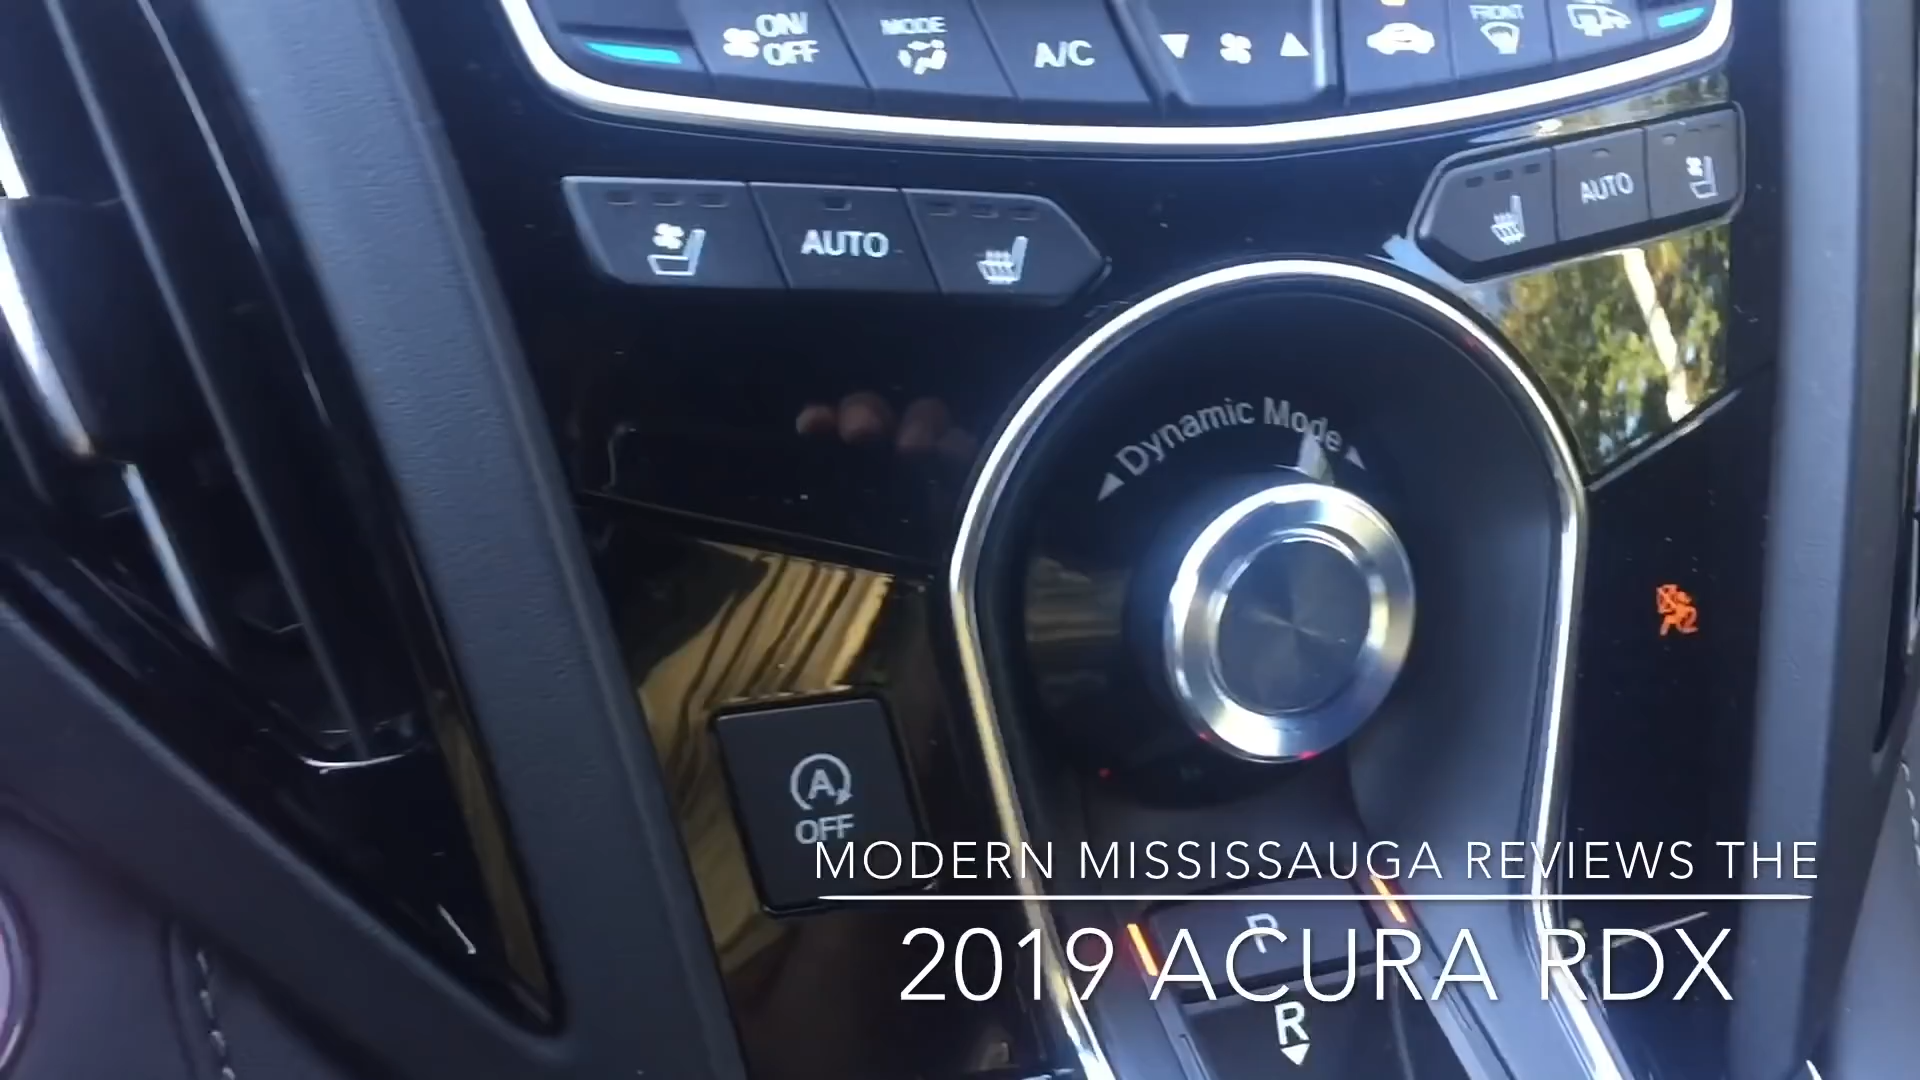 ON/
OFF
MODE
A/C
FRONT
AUTO
AUTO
Dynamic Mode
A
OFF
MODERN MISSISSAUGA REVIEWS THE
P
2019 ACURA RDX
R